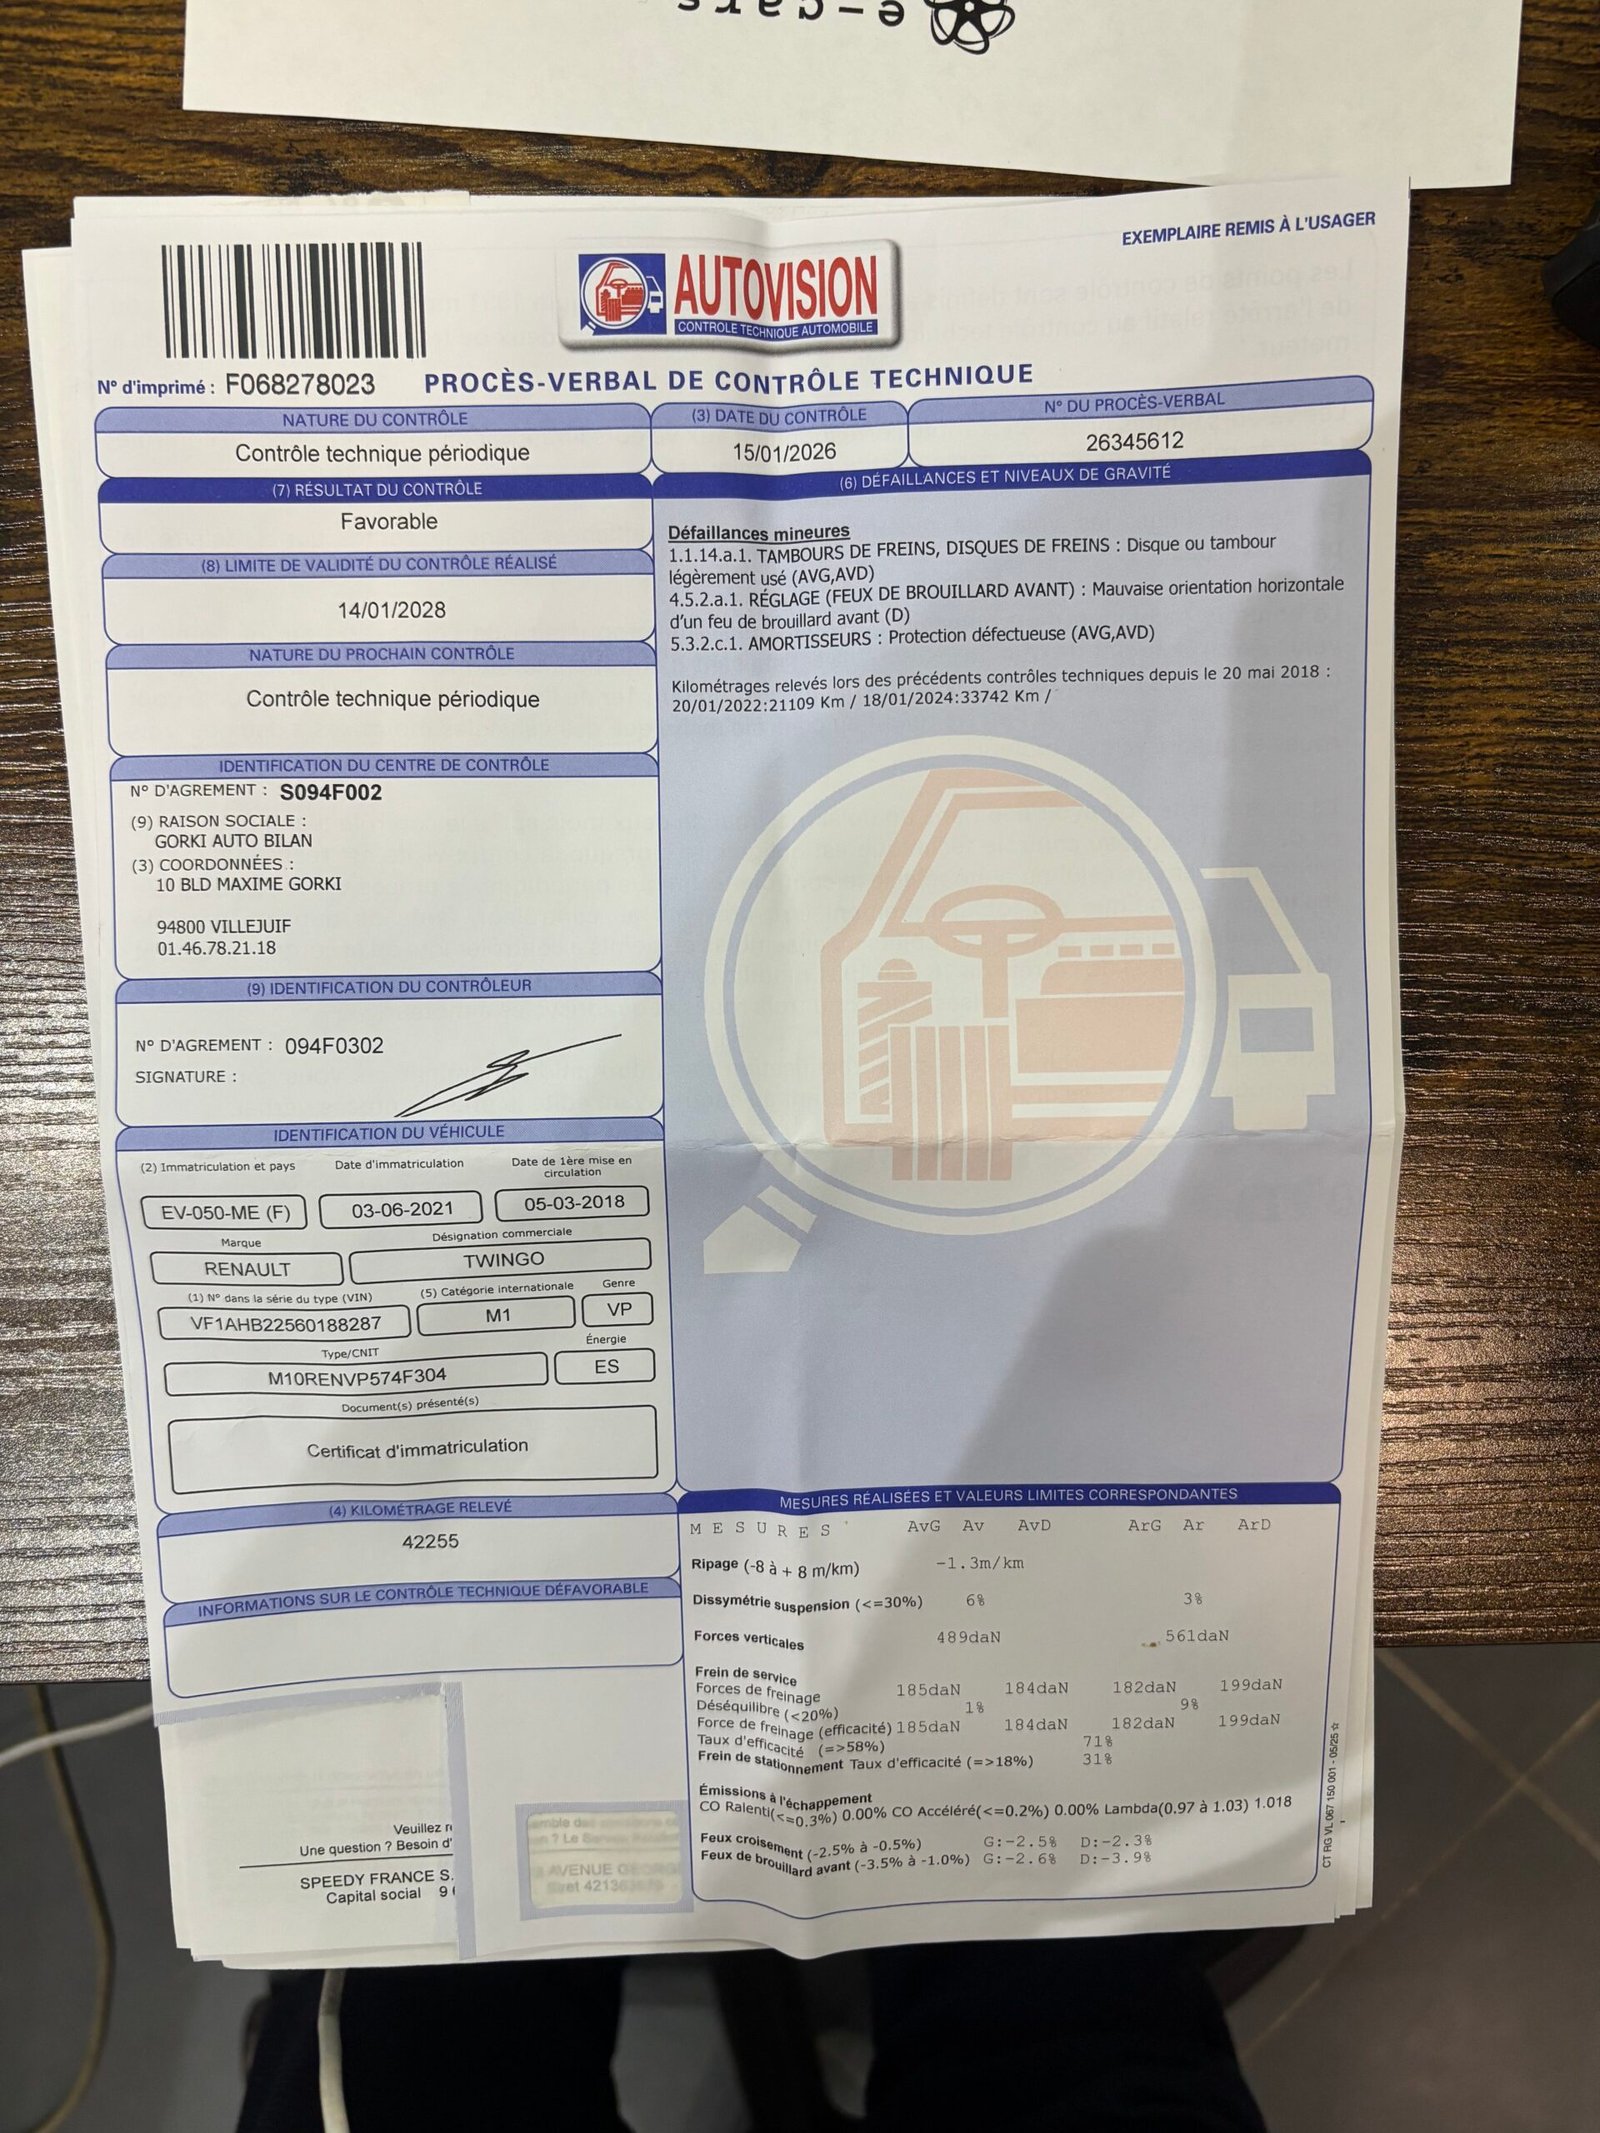 e-cars
EXEMPLAIRE REMIS À L'USAGER
AUTOVISION
CONTROLE TECHNIQUE AUTOMOBILE
N° d'imprimé : F068278023
PROCÈS-VERBAL DE CONTRÔLE TECHNIQUE
NATURE DU CONTRÔLE
Contrôle technique périodique
(3) DATE DU CONTRÔLE
15/01/2026
N° DU PROCÈS-VERBAL
26345612
(7) RÉSULTAT DU CONTRÔLE
Favorable
(8) LIMITE DE VALIDITÉ DU CONTRÔLE RÉALISÉ
14/01/2028
NATURE DU PROCHAIN CONTRÔLE
Contrôle technique périodique
IDENTIFICATION DU CENTRE DE CONTRÔLE
N° D'AGREMENT : S094F002
(9) RAISON SOCIALE :
GORKI AUTO BILAN
(3) COORDONNÉES :
10 BLD MAXIME GORKI
94800 VILLEJUIF
01.46.78.21.18
(9) IDENTIFICATION DU CONTRÔLEUR
N° D'AGREMENT : 094F0302
SIGNATURE :
IDENTIFICATION DU VÉHICULE
(2) Immatriculation et pays
Date d'immatriculation
Date de 1ère mise en
circulation
EV-050-ME (F)
03-06-2021
05-03-2018
Marque
Désignation commerciale
RENAULT
TWINGO
(1) N° dans la série du type (VIN)
(5) Catégorie internationale
Genre
VF1AHB22560188287
M1
VP
Type/CNIT
Énergie
M10RENVP574F304
ES
Document(s) présenté(s)
Certificat d'immatriculation
(4) KILOMÉTRAGE RELEVÉ
42255
INFORMATIONS SUR LE CONTRÔLE TECHNIQUE DÉFAVORABLE
(6) DÉFAILLANCES ET NIVEAUX DE GRAVITÉ
Défaillances mineures
1.1.14.a.1. TAMBOURS DE FREINS, DISQUES DE FREINS : Disque ou tambour
légèrement usé (AVG,AVD)
4.5.2.a.1. RÉGLAGE (FEUX DE BROUILLARD AVANT) : Mauvaise orientation horizontale
d'un feu de brouillard avant (D)
5.3.2.c.1. AMORTISSEURS : Protection défectueuse (AVG,AVD)
Kilométrages relevés lors des précédents contrôles techniques depuis le 20 mai 2018 :
20/01/2022:21109 Km / 18/01/2024:33742 Km /
MESURES RÉALISÉES ET VALEURS LIMITES CORRESPONDANTES
MESURES AvG Av AvD ArG Ar ArD
Ripage (-8 à + 8 m/km) -1.3m/km
Dissymétrie suspension (<=30%) 6% 3%
Forces verticales 489daN 561daN
Frein de service
Forces de freinage 185daN 184daN 182daN 199daN
Déséquilibre (<20%) 1% 9%
Force de freinage (efficacité) 185daN 184daN 182daN 199daN
Taux d'efficacité (=>58%) 71%
Frein de stationnement Taux d'efficacité (=>18%) 31%
Émissions à l'échappement
CO Ralenti(<=0.3%) 0.00% CO Accéléré(<=0.2%) 0.00% Lambda(0.97 à 1.03) 1.018
Feux croisement (-2.5% à -0.5%) G:-2.5% D:-2.3%
Feux de brouillard avant (-3.5% à -1.0%) G:-2.6% D:-3.9%
CT RG VL 067 150 001 - 05/25 ☆
Veuillez
Une question ? Besoin d'
SPEEDY FRANCE S.
Capital social 9
AVENUE